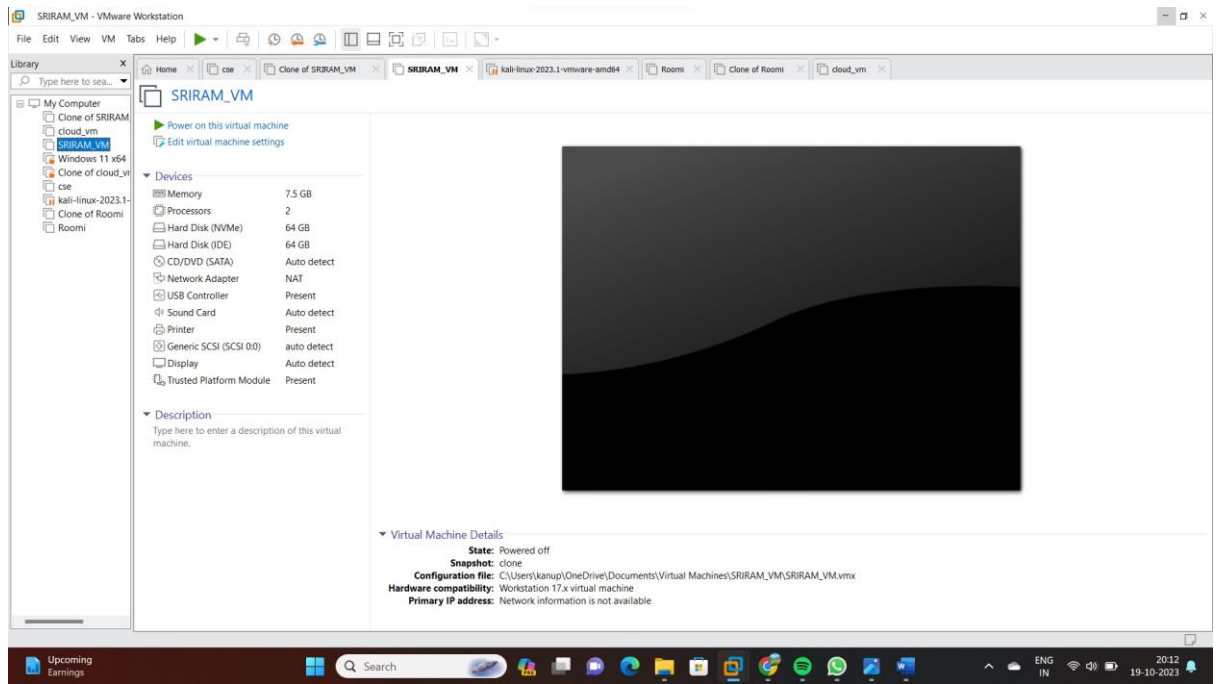 SRIRAM_VM - VMware Workstation
File Edit View VM Tabs Help
Library X
Type here to sea...
My Computer
Clone of SRIRAM
cloud_vm
SRIRAM_VM
Windows 11 x64
Clone of cloud_vr
cse
kali-linux-2023.1-
Clone of Roomi
Roomi
Home cse Clone of SRIRAM_VM SRIRAM_VM kali-linux-2023.1-vmware-amd64 Roomi Clone of Roomi cloud_vm
SRIRAM_VM
Power on this virtual machine
Edit virtual machine settings
Devices
Memory 7.5 GB
Processors 2
Hard Disk (NVMe) 64 GB
Hard Disk (IDE) 64 GB
CD/DVD (SATA) Auto detect
Network Adapter NAT
USB Controller Present
Sound Card Auto detect
Printer Present
Generic SCSI (SCSI 0:0) auto detect
Display Auto detect
Trusted Platform Module Present
Description
Type here to enter a description of this virtual
machine.
Virtual Machine Details
State: Powered off
Snapshot: clone
Configuration file: C:\Users\kanup\OneDrive\Documents\Virtual Machines\SRIRAM_VM\SRIRAM_VM.vmx
Hardware compatibility: Workstation 17.x virtual machine
Primary IP address: Network information is not available
Upcoming
Earnings
Search
ENG
IN
20:12
19-10-2023